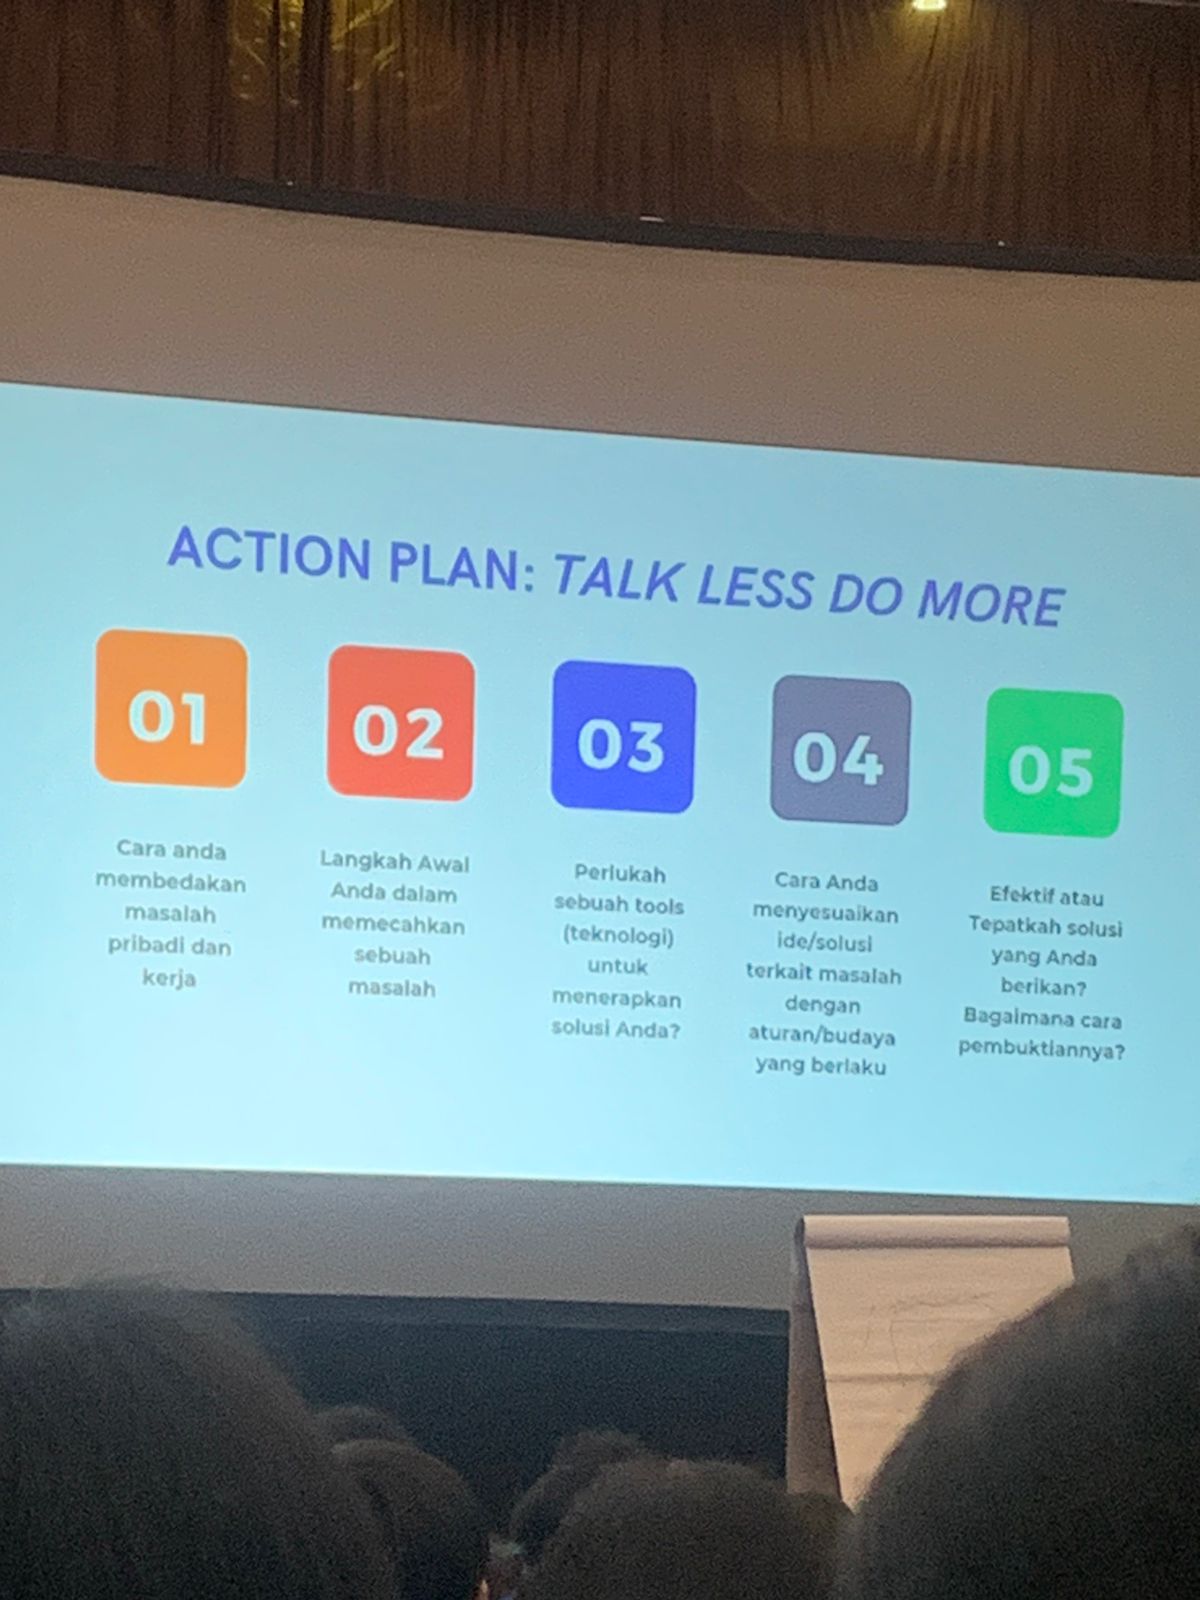 ACTION PLAN: TALK LESS DO MORE
01
Cara anda
membedakan
masalah
pribadi dan
kerja
02
Langkah Awal
Anda dalam
memecahkan
sebuah
masalah
03
Perlukah
sebuah tools
(teknologi)
untuk
menerapkan
solusi Anda?
04
Cara Anda
menyesuaikan
ide/solusi
terkait masalah
dengan
aturan/budaya
yang berlaku
05
Efektif atau
Tepatkah solusi
yang Anda
berikan?
Bagaimana cara
pembuktiannya?